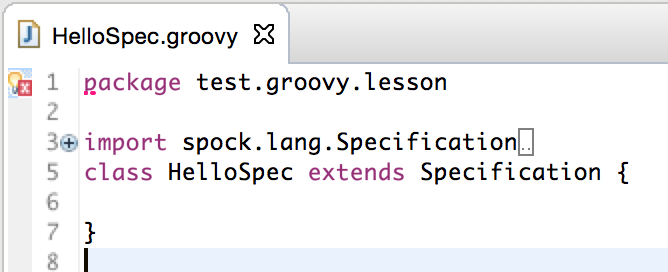 HelloSpec.groovy
1 package test.groovy.lesson
2
3 import spock.lang.Specification..
5 class HelloSpec extends Specification {
6
7 }
8